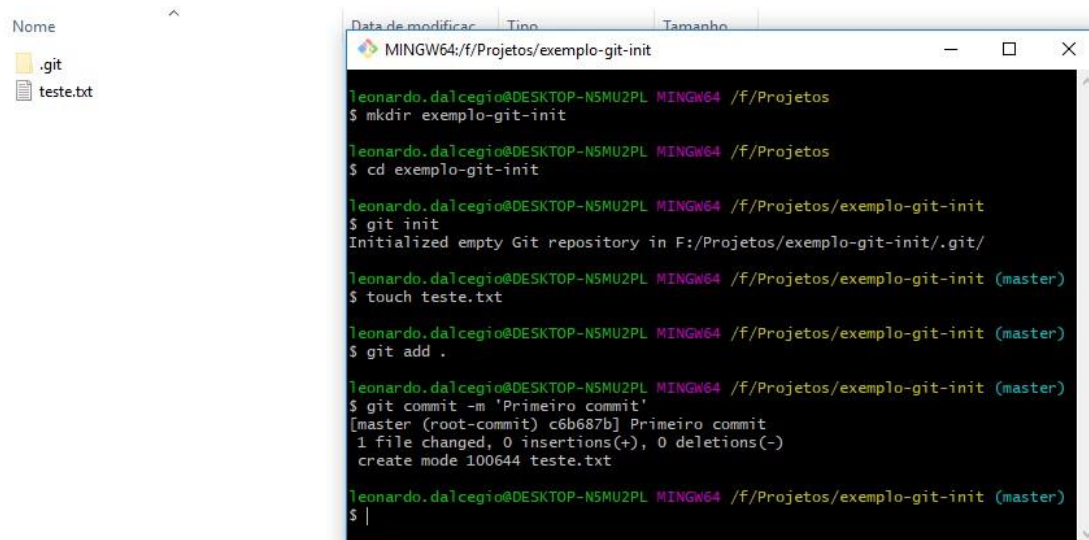 Nome
Data de modificaç Tipo Tamanho
.git
teste.txt
MINGW64:/f/Projetos/exemplo-git-init
leonardo.dalcegio@DESKTOP-N5MU2PL MINGW64 /f/Projetos
$ mkdir exemplo-git-init
leonardo.dalcegio@DESKTOP-N5MU2PL MINGW64 /f/Projetos
$ cd exemplo-git-init
leonardo.dalcegio@DESKTOP-N5MU2PL MINGW64 /f/Projetos/exemplo-git-init
$ git init
Initialized empty Git repository in F:/Projetos/exemplo-git-init/.git/
leonardo.dalcegio@DESKTOP-N5MU2PL MINGW64 /f/Projetos/exemplo-git-init (master)
$ touch teste.txt
leonardo.dalcegio@DESKTOP-N5MU2PL MINGW64 /f/Projetos/exemplo-git-init (master)
$ git add .
leonardo.dalcegio@DESKTOP-N5MU2PL MINGW64 /f/Projetos/exemplo-git-init (master)
$ git commit -m 'Primeiro commit'
[master (root-commit) c6b687b] Primeiro commit
1 file changed, 0 insertions(+), 0 deletions(-)
create mode 100644 teste.txt
leonardo.dalcegio@DESKTOP-N5MU2PL MINGW64 /f/Projetos/exemplo-git-init (master)
$